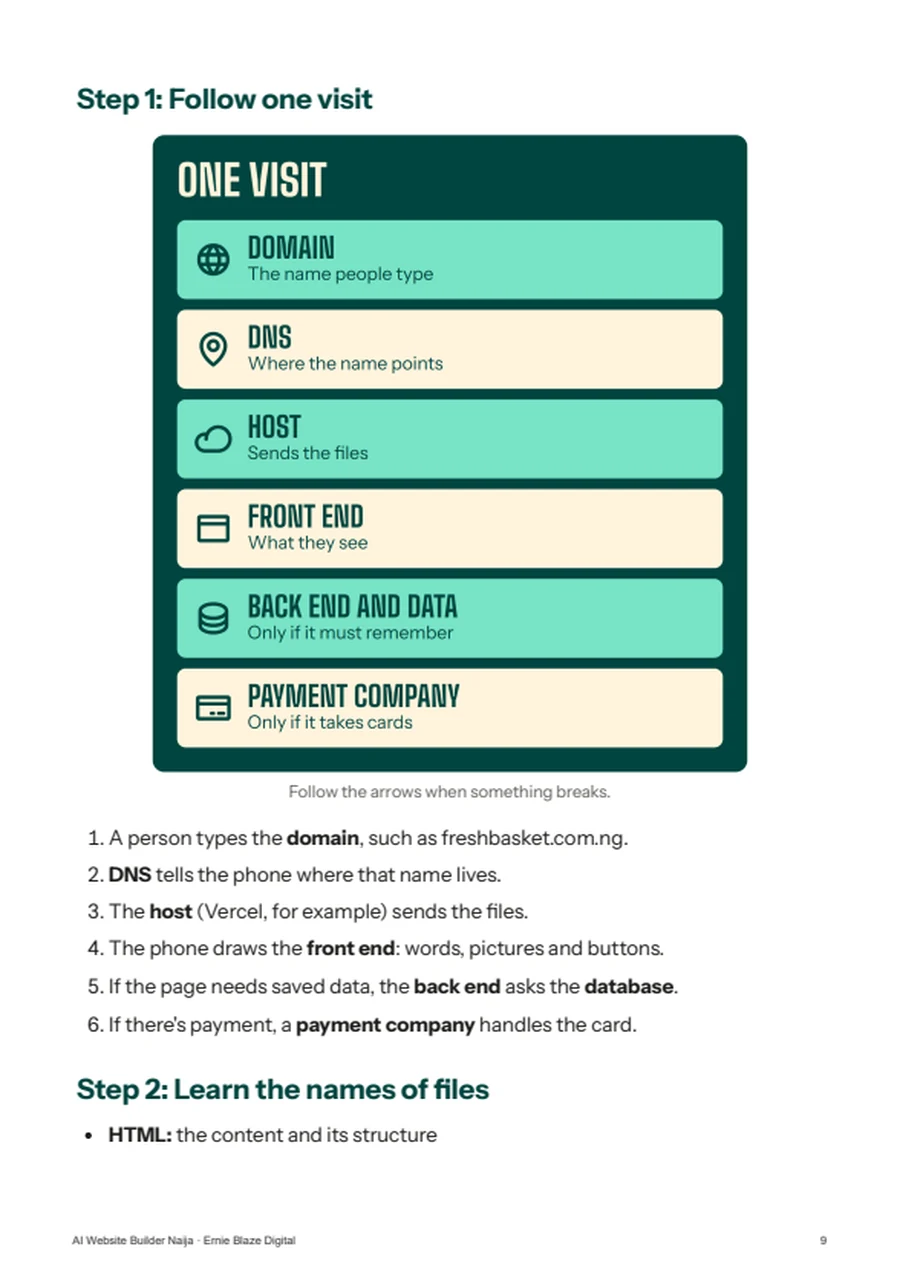 Step 1: Follow one visit
ONE VISIT
DOMAIN
The name people type
DNS
Where the name points
HOST
Sends the files
FRONT END
What they see
BACK END AND DATA
Only if it must remember
PAYMENT COMPANY
Only if it takes cards
Follow the arrows when something breaks.
1. A person types the domain, such as freshbasket.com.ng.
2. DNS tells the phone where that name lives.
3. The host (Vercel, for example) sends the files.
4. The phone draws the front end: words, pictures and buttons.
5. If the page needs saved data, the back end asks the database.
6. If there's payment, a payment company handles the card.
Step 2: Learn the names of files
• HTML: the content and its structure
AI Website Builder Naija · Ernie Blaze Digital 9